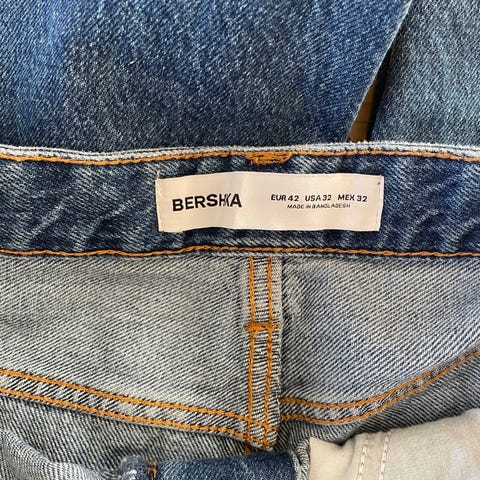 BERSHKA
EUR 42 USA 32 MEX 32
MADE IN BANGLADESH